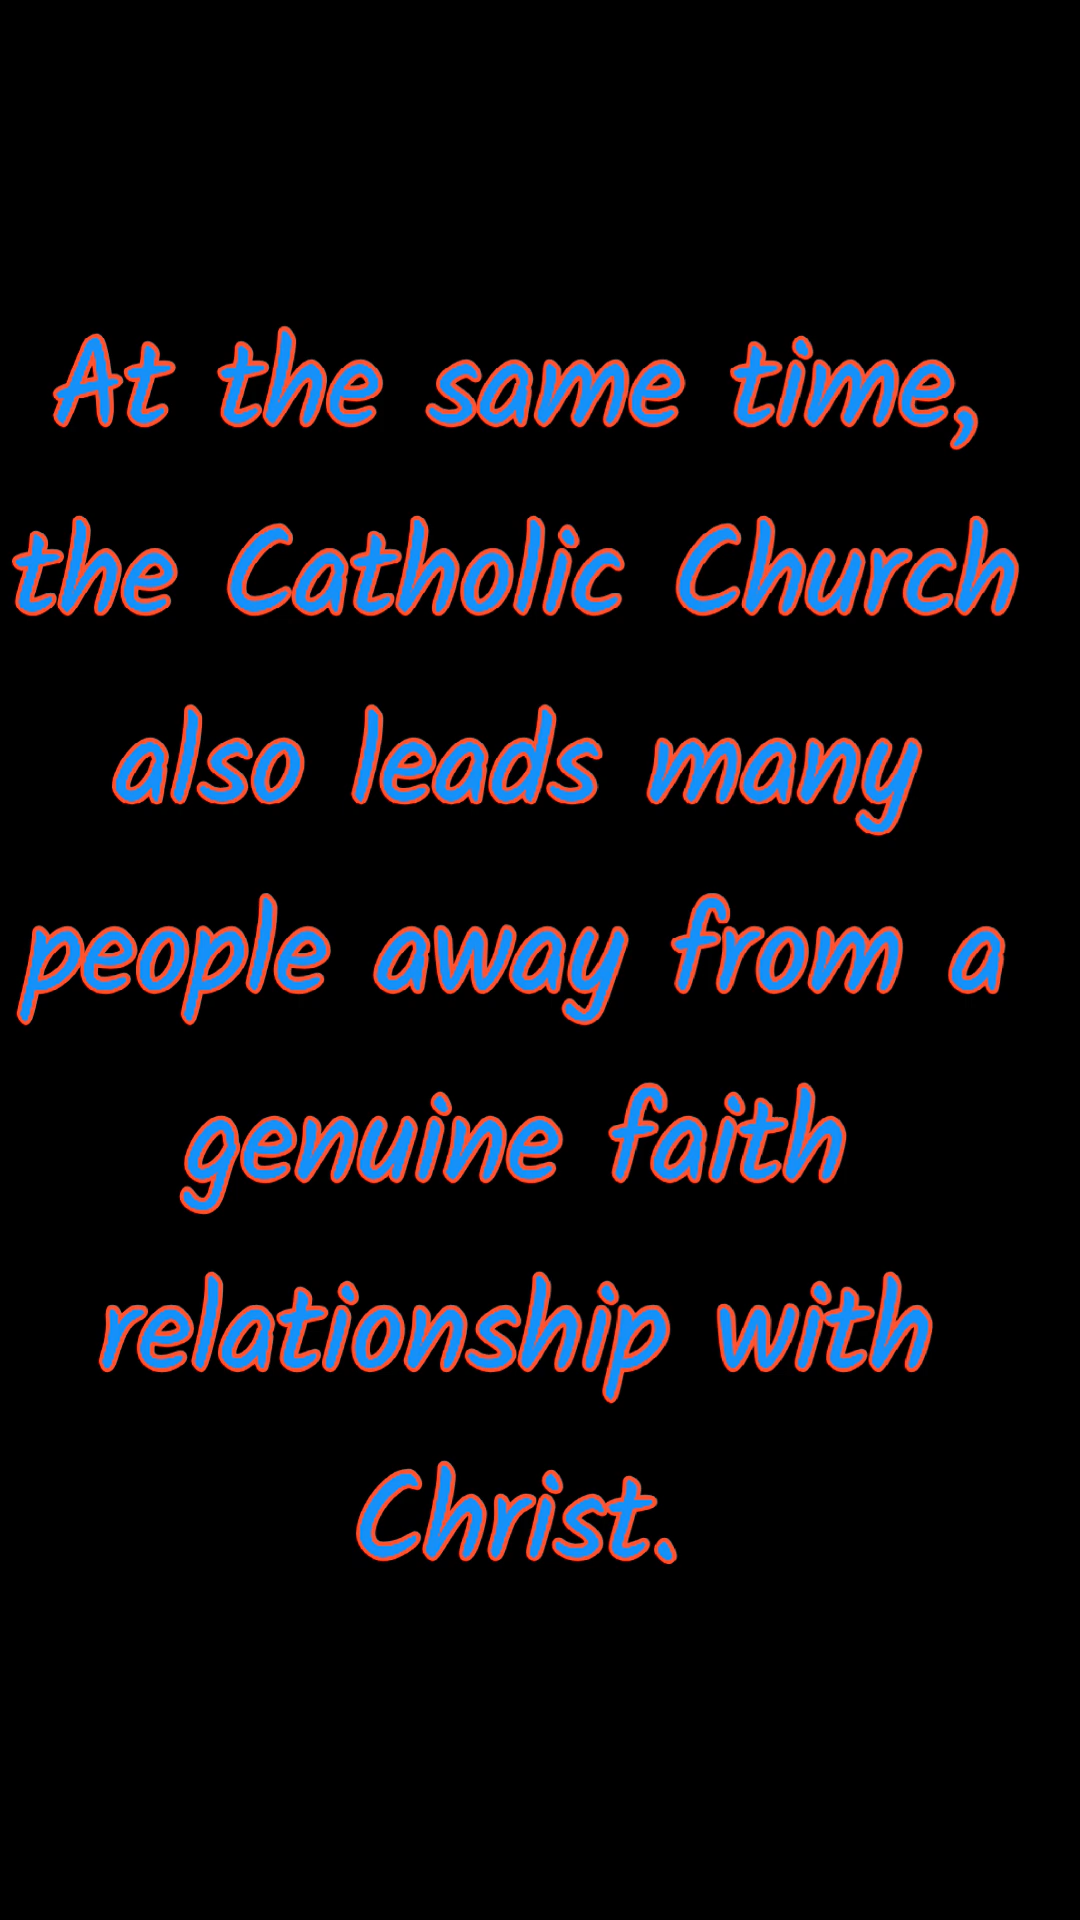 At the same time,
the Catholic Church
also leads many
people away from a
genuine faith
relationship with
Christ.